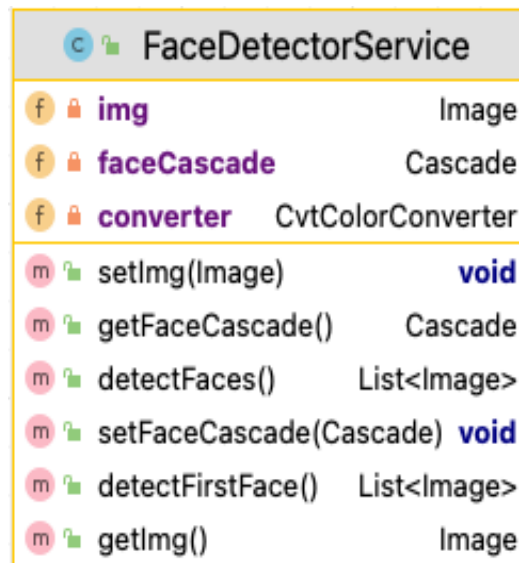 C FaceDetectorService
f img Image
f faceCascade Cascade
f converter CvtColorConverter
m setImg(Image) void
m getFaceCascade() Cascade
m detectFaces() List<Image>
m setFaceCascade(Cascade) void
m detectFirstFace() List<Image>
m getImg() Image